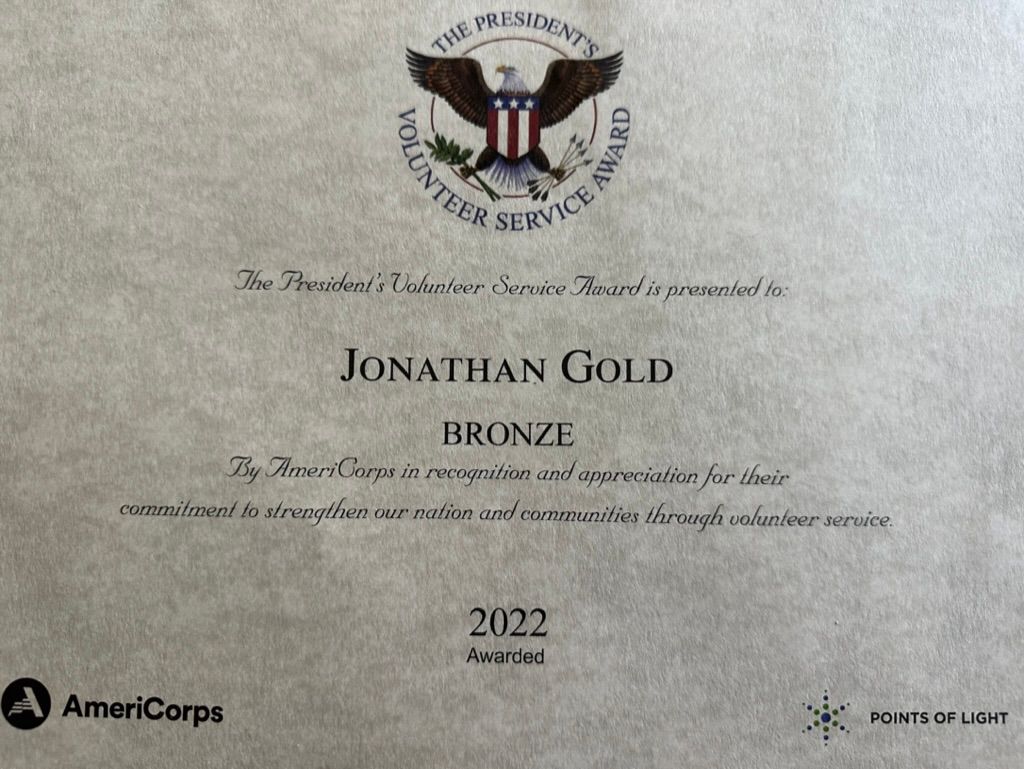 THE PRESIDENT'S
VOLUNTEER SERVICE AWARD
The President's Volunteer Service Award is presented to:
JONATHAN GOLD
BRONZE
By AmeriCorps in recognition and appreciation for their
commitment to strengthen our nation and communities through volunteer service.
2022
Awarded
AmeriCorps
POINTS OF LIGHT